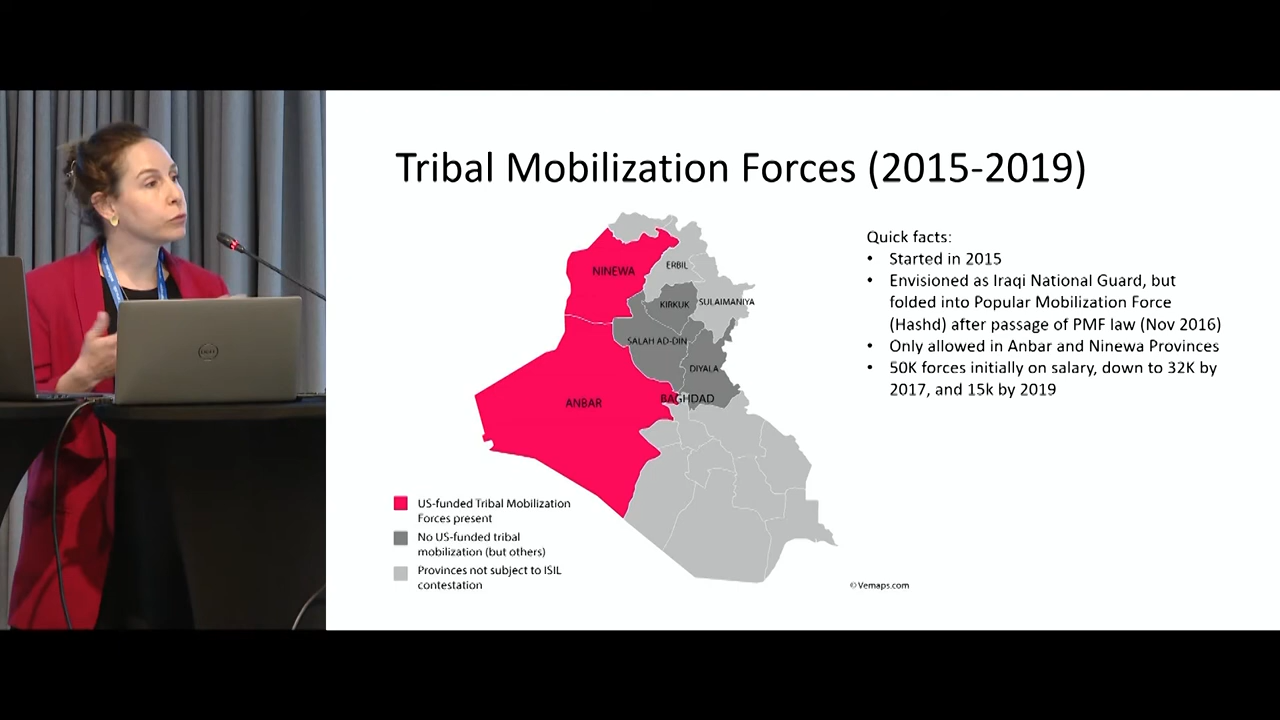 Tribal Mobilization Forces (2015-2019)
NINEWA
ERBIL
KIRKUK
SULAIMANIYA
SALAH AD-DIN
DIYALA
BAGHDAD
ANBAR
US-funded Tribal Mobilization
Forces present
No US-funded tribal
mobilization (but others)
Provinces not subject to ISIL
contestation
© Vemaps.com
Quick facts:
• Started in 2015
• Envisioned as Iraqi National Guard, but
folded into Popular Mobilization Force
(Hashd) after passage of PMF law (Nov 2016)
• Only allowed in Anbar and Ninewa Provinces
• 50K forces initially on salary, down to 32K by
2017, and 15k by 2019
DELL